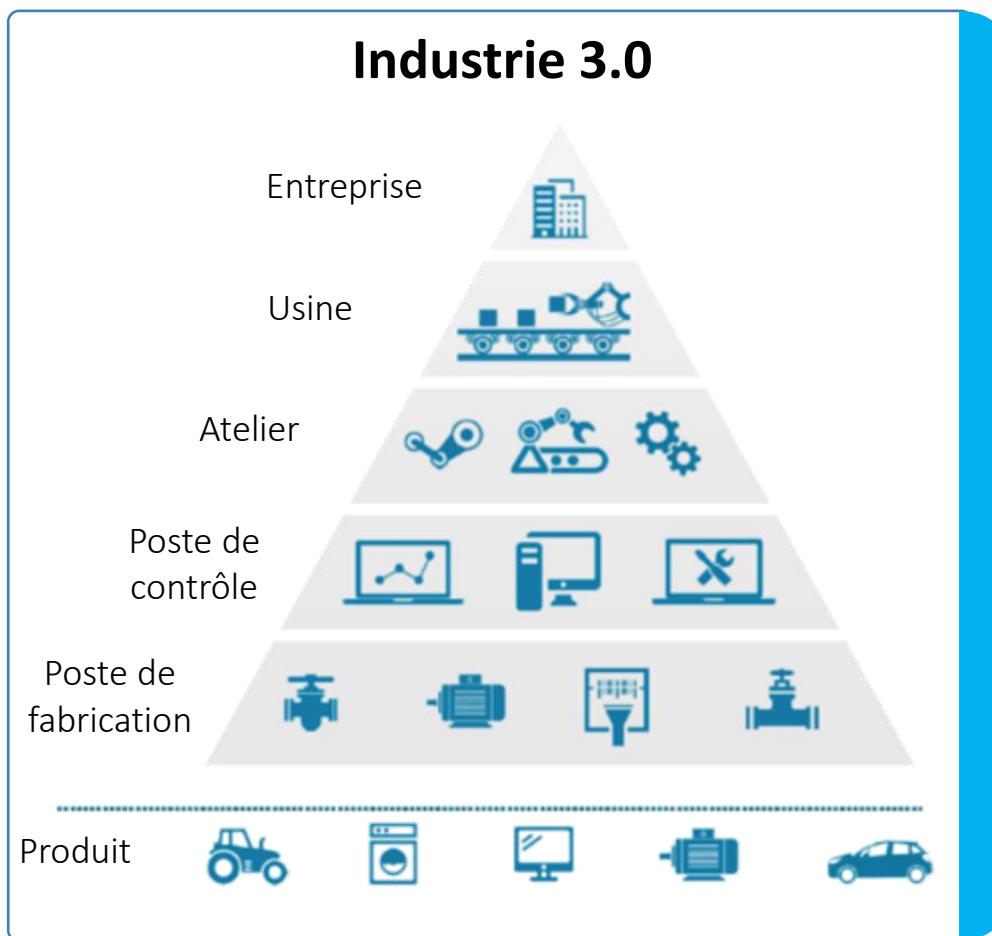 Industrie 3.0
Entreprise
Usine
Atelier
Poste de
contrôle
Poste de
fabrication
Produit